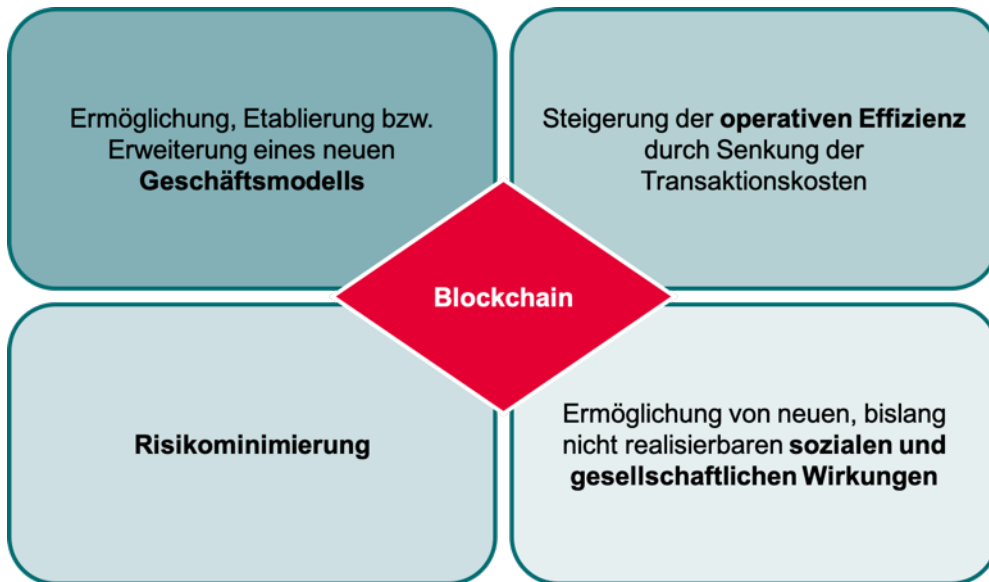 Ermöglichung, Etablierung bzw.
Erweiterung eines neuen
Geschäftsmodells
Steigerung der operativen Effizienz
durch Senkung der
Transaktionskosten
Blockchain
Risikominimierung
Ermöglichung von neuen, bislang
nicht realisierbaren sozialen und
gesellschaftlichen Wirkungen